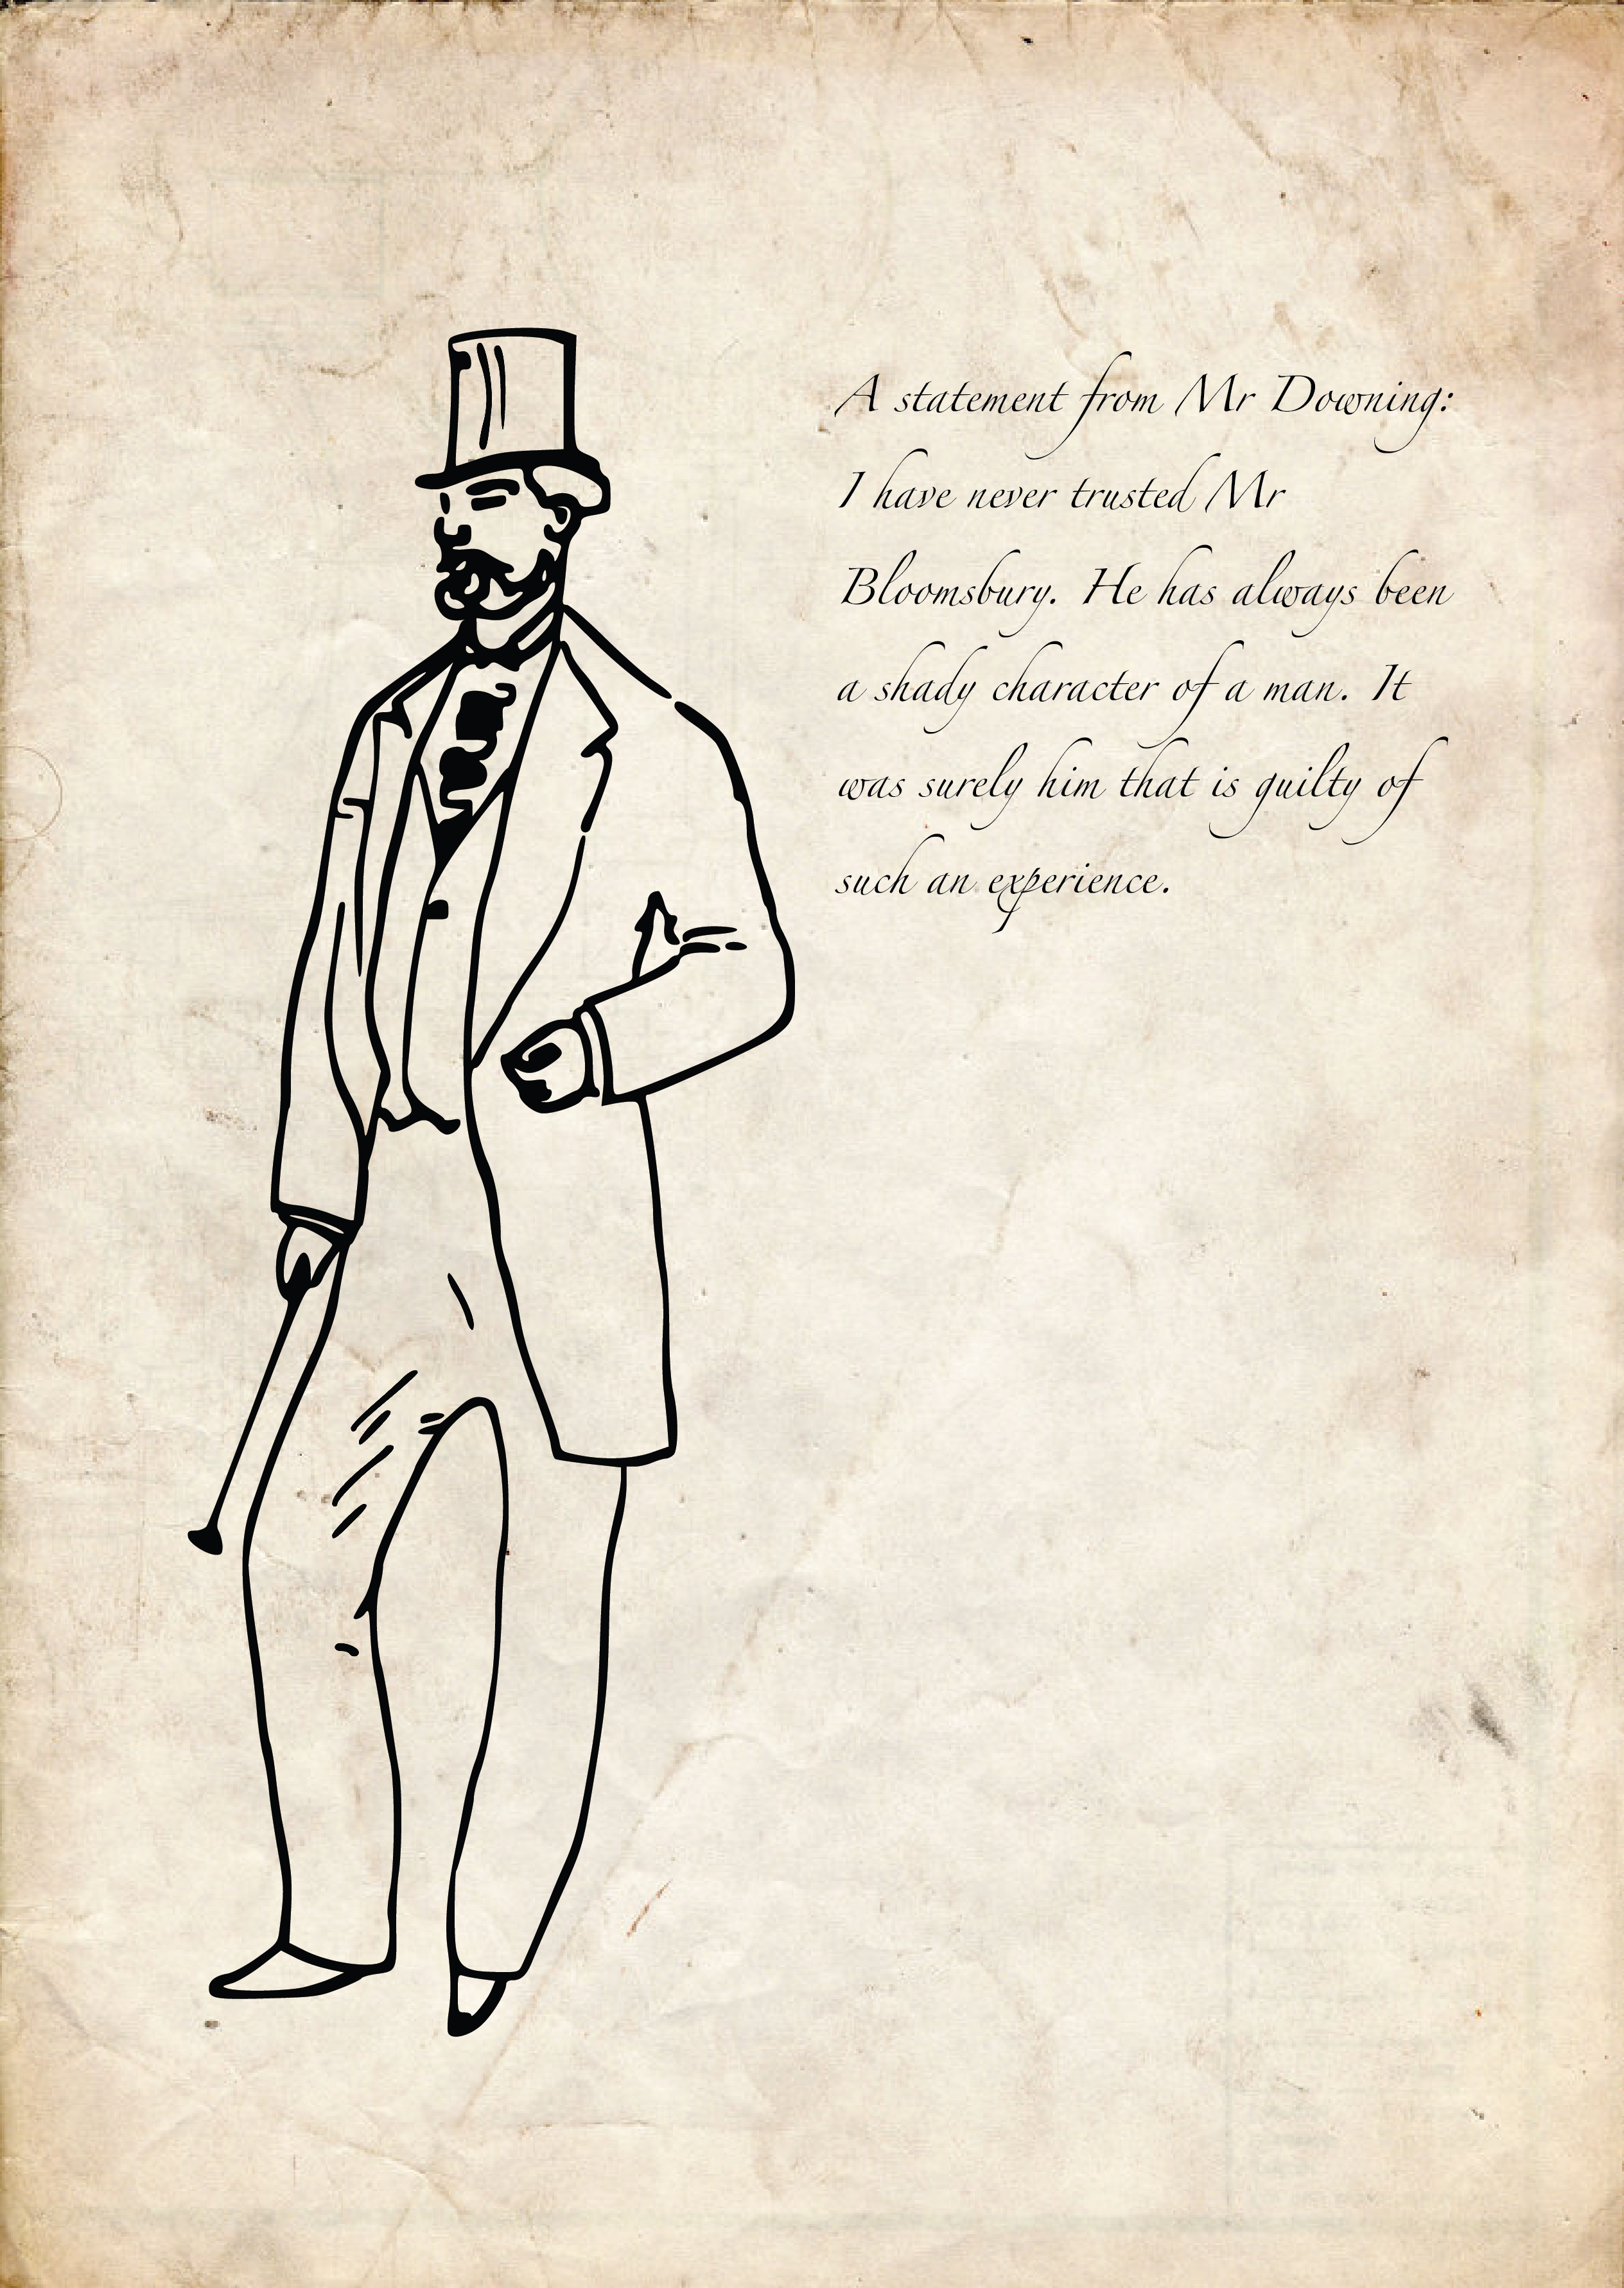 A statement from Mr Downing:
I have never trusted Mr
Bloomsbury. He has always been
a shady character of a man. It
was surely him that is guilty of
such an experience.